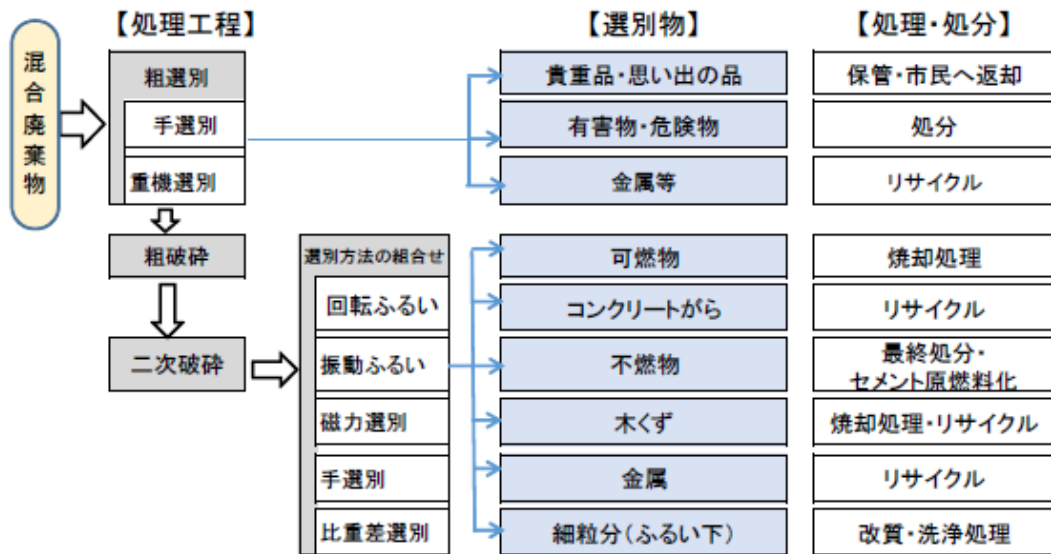 【処理工程】
【選別物】
【処理・処分】
混合廃棄物
粗選別
手選別
重機選別
貴重品・思い出の品
保管・市民へ返却
有害物・危険物
処分
金属等
リサイクル
粗破砕
二次破砕
選別方法の組合せ
回転ふるい
振動ふるい
磁力選別
手選別
比重差選別
可燃物
焼却処理
コンクリートがら
リサイクル
不燃物
最終処分・
セメント原燃料化
木くず
焼却処理・リサイクル
金属
リサイクル
細粒分(ふるい下)
改質・洗浄処理